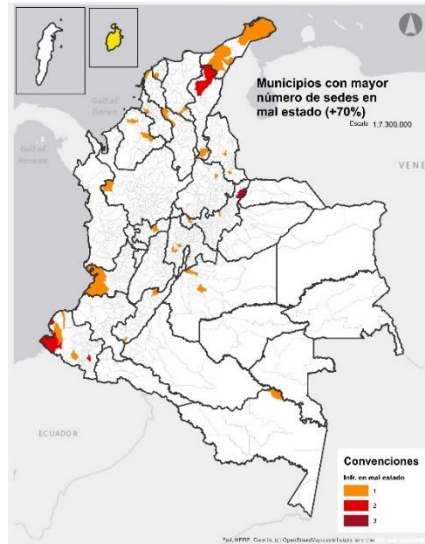 Municipios con mayor
número de sedes en
mal estado (+70%)
Escala 1:7.300.000
Gulf of
Gulf of
Panama
VENE
ECUADOR
Convenciones
Infr. en mal estado
1
2
3